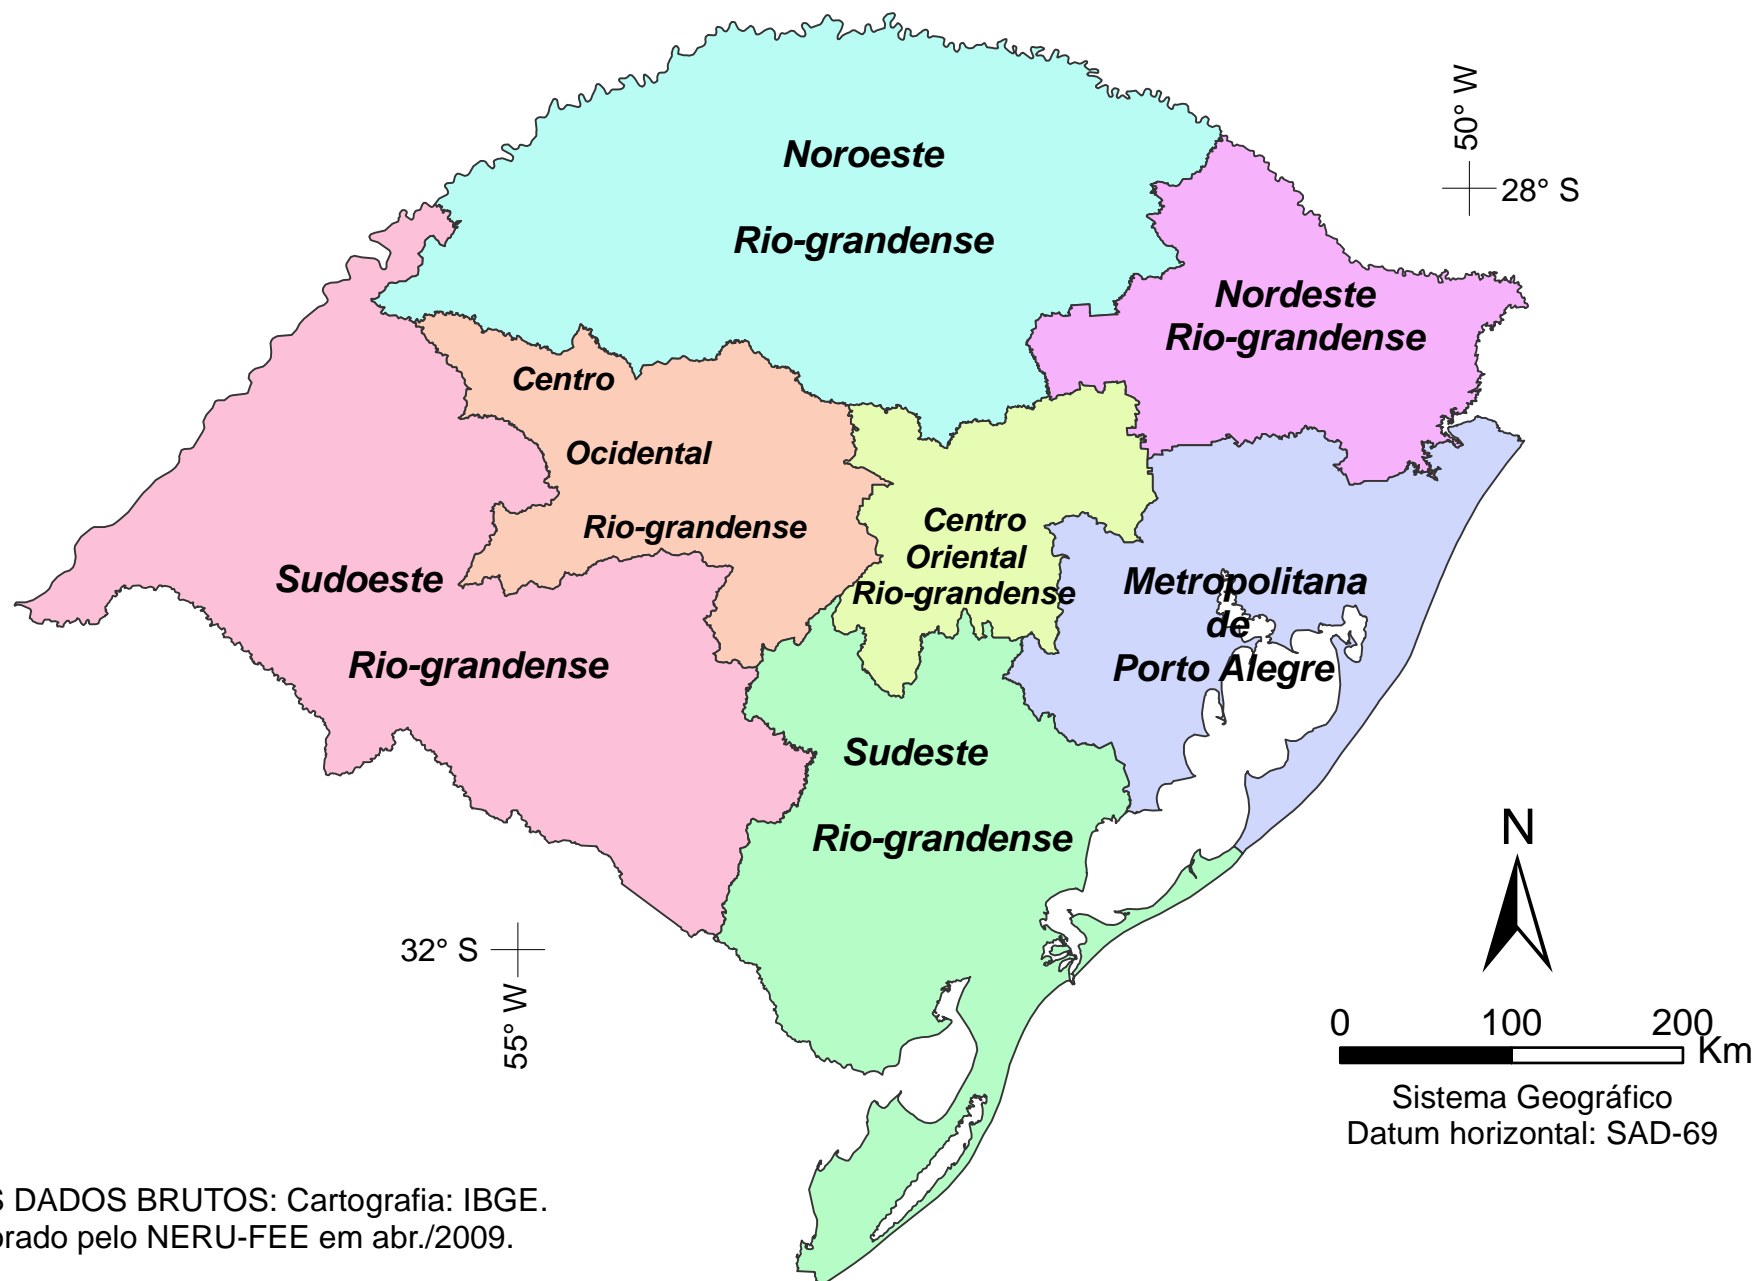 Noroeste
Rio-grandense
50° W
28° S
Nordeste
Rio-grandense
Centro
Ocidental
Rio-grandense
Centro
Oriental
Rio-grandense
Sudoeste
Rio-grandense
Metropolitana
de
Porto Alegre
Sudeste
Rio-grandense
32° S
55° W
N
0 100 200
Km
Sistema Geográfico
Datum horizontal: SAD-69
DADOS BRUTOS: Cartografia: IBGE.
pelo NERU-FEE em abr./2009.